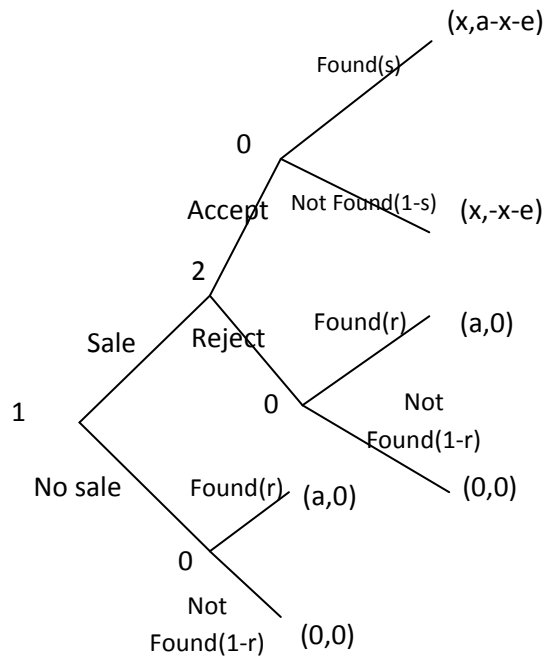 (x,a-x-e)
Found(s)
0
Accept
Not Found(1-s)
(x,-x-e)
2
Sale
Reject
Found(r)
(a,0)
1
0
Not
Found(1-r)
No sale
Found(r)
(a,0)
(0,0)
0
Not
Found(1-r)
(0,0)